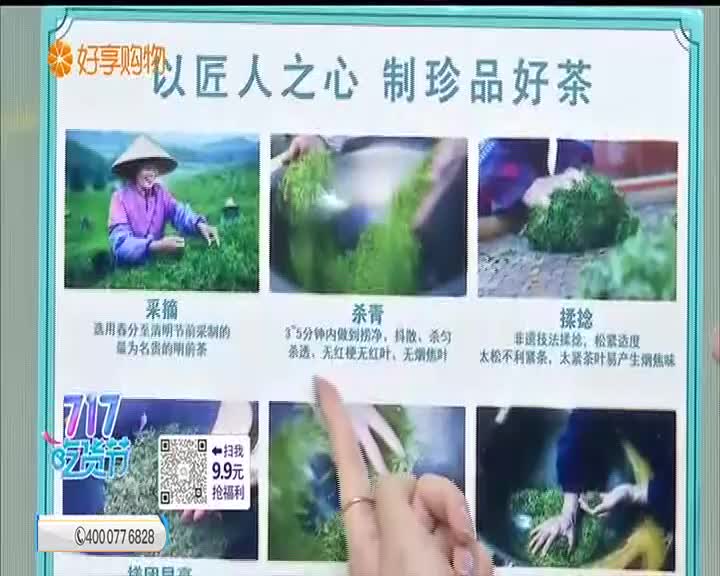 好享购物
以匠人之心 制珍品好茶
采摘
选用春分至清明节前采制的
最为名贵的明前茶
杀青
3~5分钟内做到捞净、抖散、杀匀
杀透、无红梗无红叶、无烟焦叶
揉捻
非遗技法揉捻，松紧适度
太松不利紧条，太紧茶叶易产生烟焦味
717
吃货节
扫我
9.9元
抢福利
4000776828